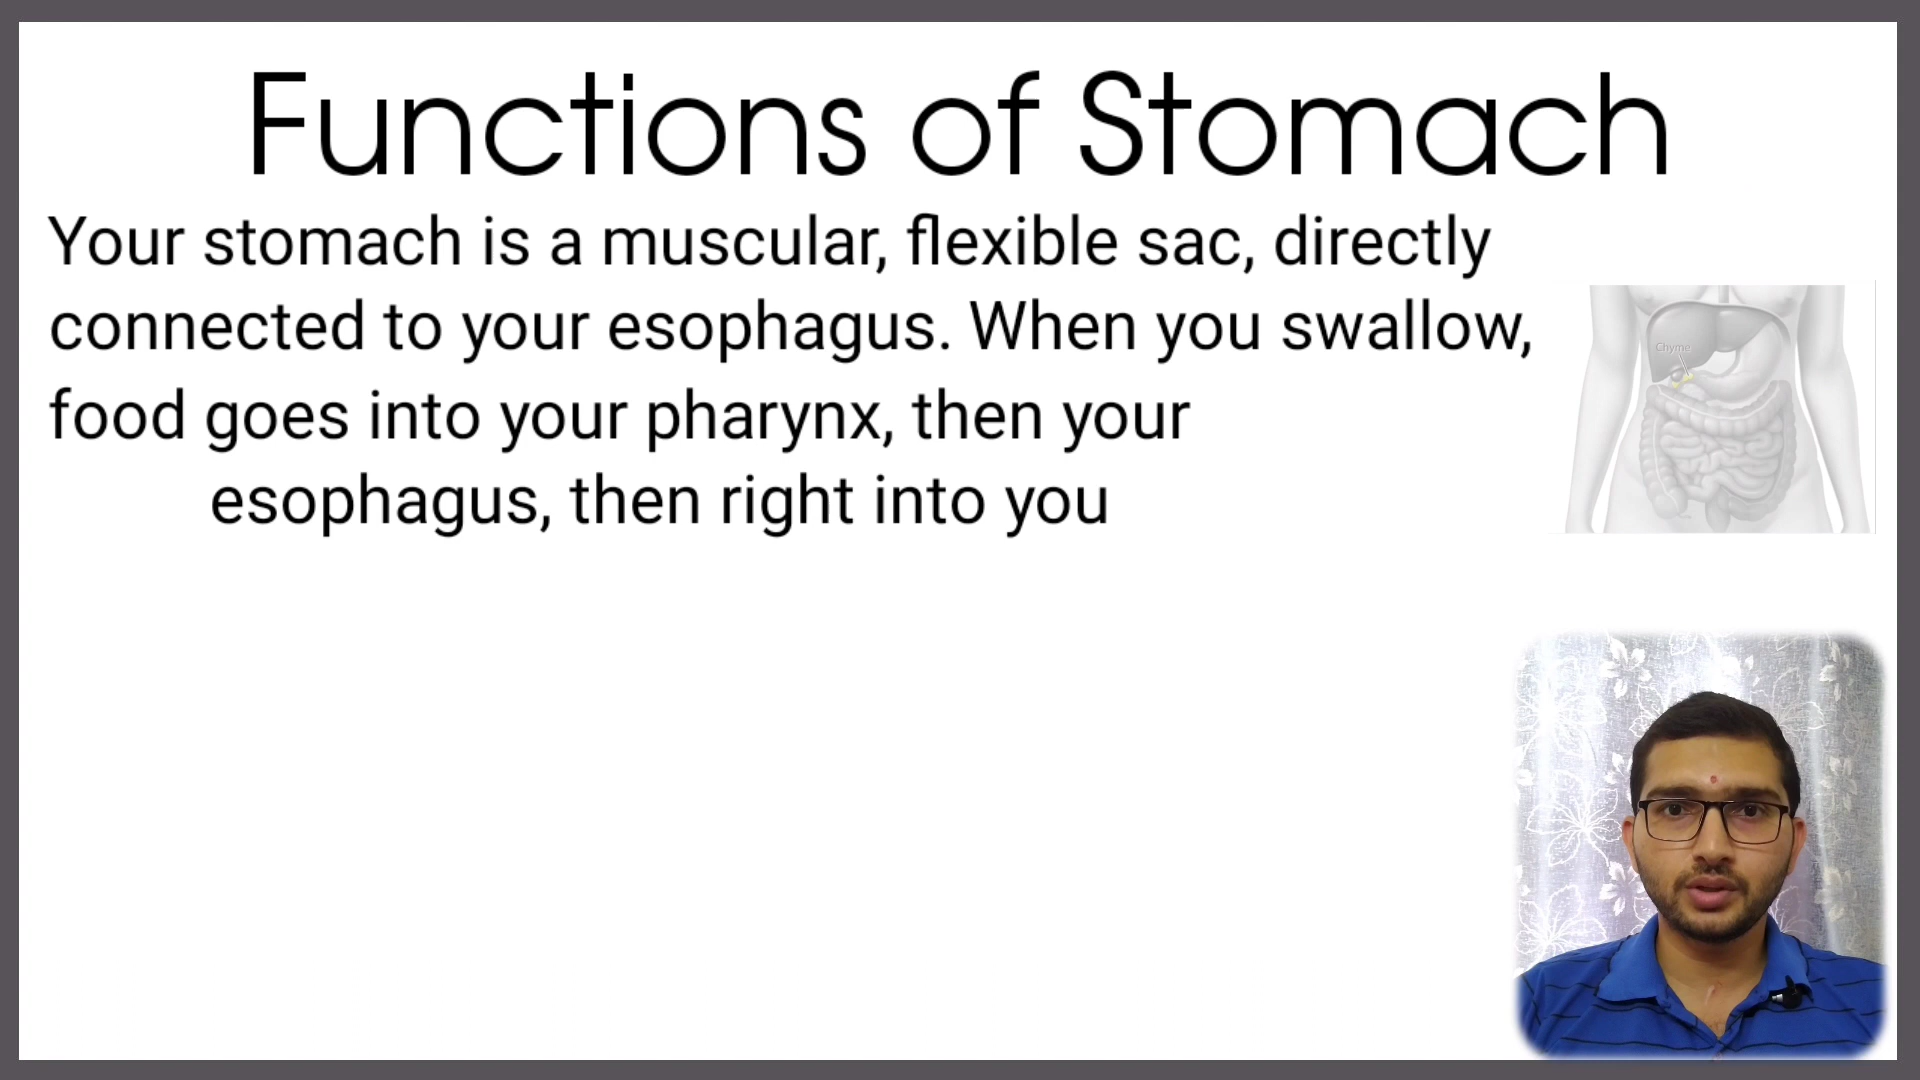 Functions of Stomach
Your stomach is a muscular, flexible sac, directly
connected to your esophagus. When you swallow,
food goes into your pharynx, then your
esophagus, then right into you
Chyme